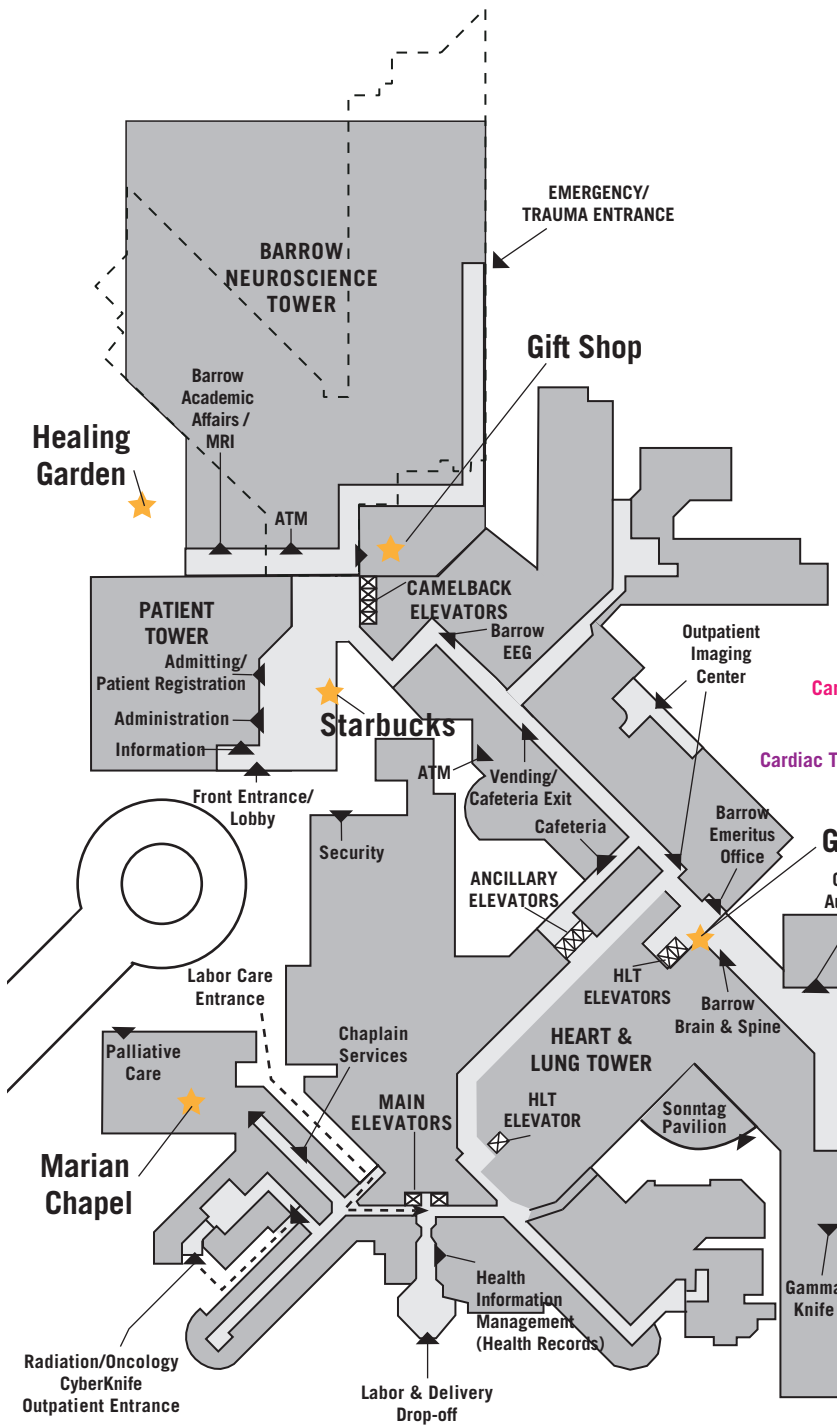 EMERGENCY/
TRAUMA ENTRANCE
BARROW
NEUROSCIENCE
TOWER
Gift Shop
Barrow
Academic
Affairs /
MRI
Healing
Garden
ATM
CAMELBACK
ELEVATORS
PATIENT
TOWER
Barrow
EEG
Outpatient
Imaging
Center
Admitting/
Patient Registration
Administration
Starbucks
Information
ATM
Vending/
Cafeteria Exit
Front Entrance/
Lobby
Cafeteria
Barrow
Emeritus
Office
Security
ANCILLARY
ELEVATORS
Labor Care
Entrance
HLT
ELEVATORS
Barrow
Brain & Spine
Chaplain
Services
HEART &
LUNG TOWER
Palliative
Care
MAIN
ELEVATORS
HLT
ELEVATOR
Sonntag
Pavilion
Marian
Chapel
Health
Information
Management
(Health Records)
Gamma
Knife
Radiation/Oncology
CyberKnife
Outpatient Entrance
Labor & Delivery
Drop-off